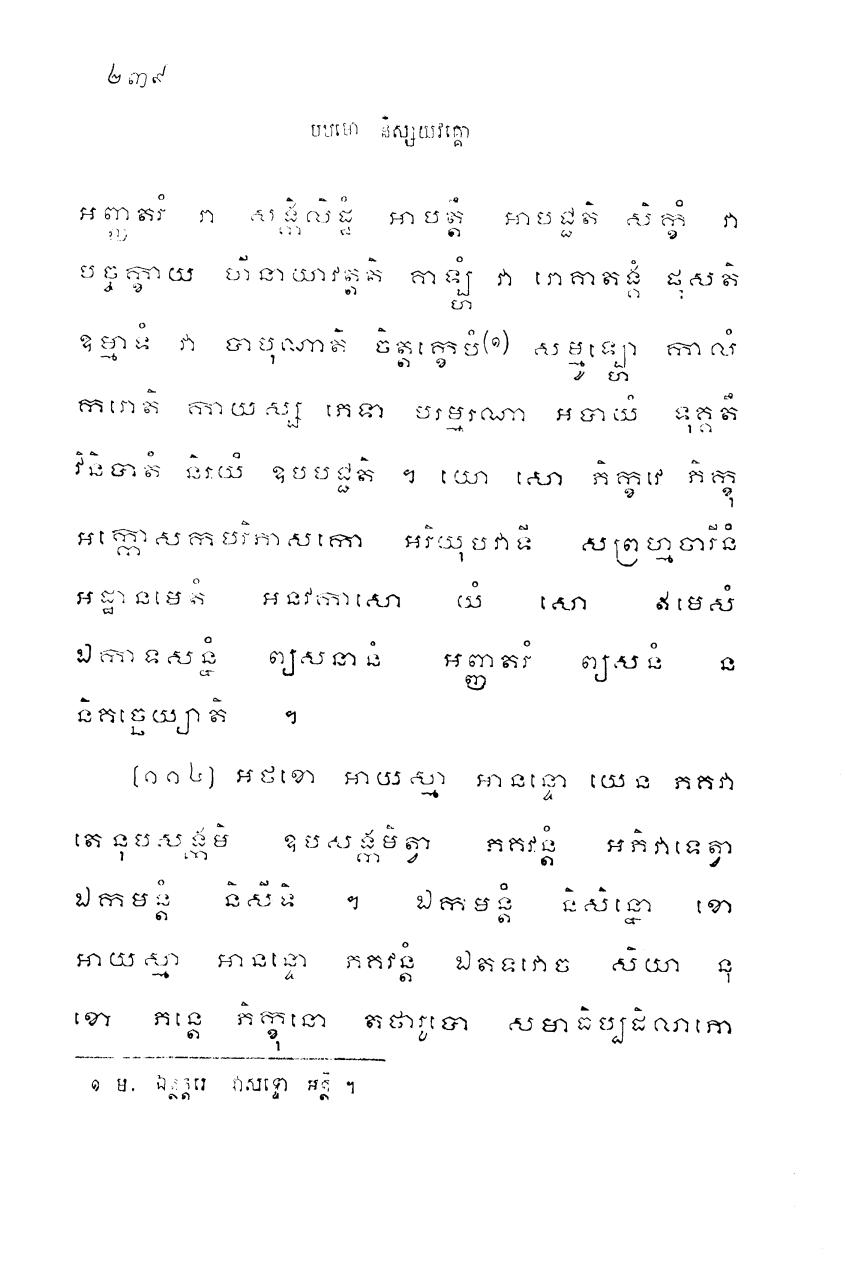 ២៣៩
បឋមោ និស្សយវគ្គោ
អញ្ញតរំ វា សង្កិលិដ្ឋំ អាបត្តឹ អាបជ្ជតិ សិក្ខំ វា
បច្ចក្ខាយ ហីនាយាវត្តតិ គាឡ្ហំ វា រោគាតង្កំ ផុសតិ
ឧម្មាទំ វា បាបុណាតិ ចិត្តក្ខេបំ(១) សម្មូឡ្ហោ កាលំ
ករោតិ កាយស្ស ភេទា បរម្មរណា អបាយំ ទុគ្គតឹ
វិនិបាតំ និរយំ ឧបបជ្ជតិ ។ យោ សោ ភិក្ខវេ ភិក្ខុ
អក្កោសកបរិភាសកោ អរិយុបវាទី សព្រហ្មចារីនំ
អដ្ឋានមេតំ អនវកាសោ យំ សោ ឥមេសំ
ឯកាទសន្នំ ព្យសនានំ អញ្ញតរំ ព្យសនំ ន
និគច្ឆេយ្យាតិ ។
[១១៤] អថខោ អាយស្មា អានន្ទោ យេន ភគវា
តេនុបសង្កមិ ឧបសង្កមិត្វា ភគវន្តំ អភិវាទេត្វា
ឯកមន្តំ និសីទិ ។ ឯកមន្តំ និសិន្នោ ខោ
អាយស្មា អានន្ទោ ភគវន្តំ ឯតទវោច សិយា នុ
ខោ ភន្តេ ភិក្ខុនោ តថារូបោ សមាធិប្បដិលាភោ
១ ម. ឯត្ថន្តរេ វាសទ្ទោ អត្ថិ ។